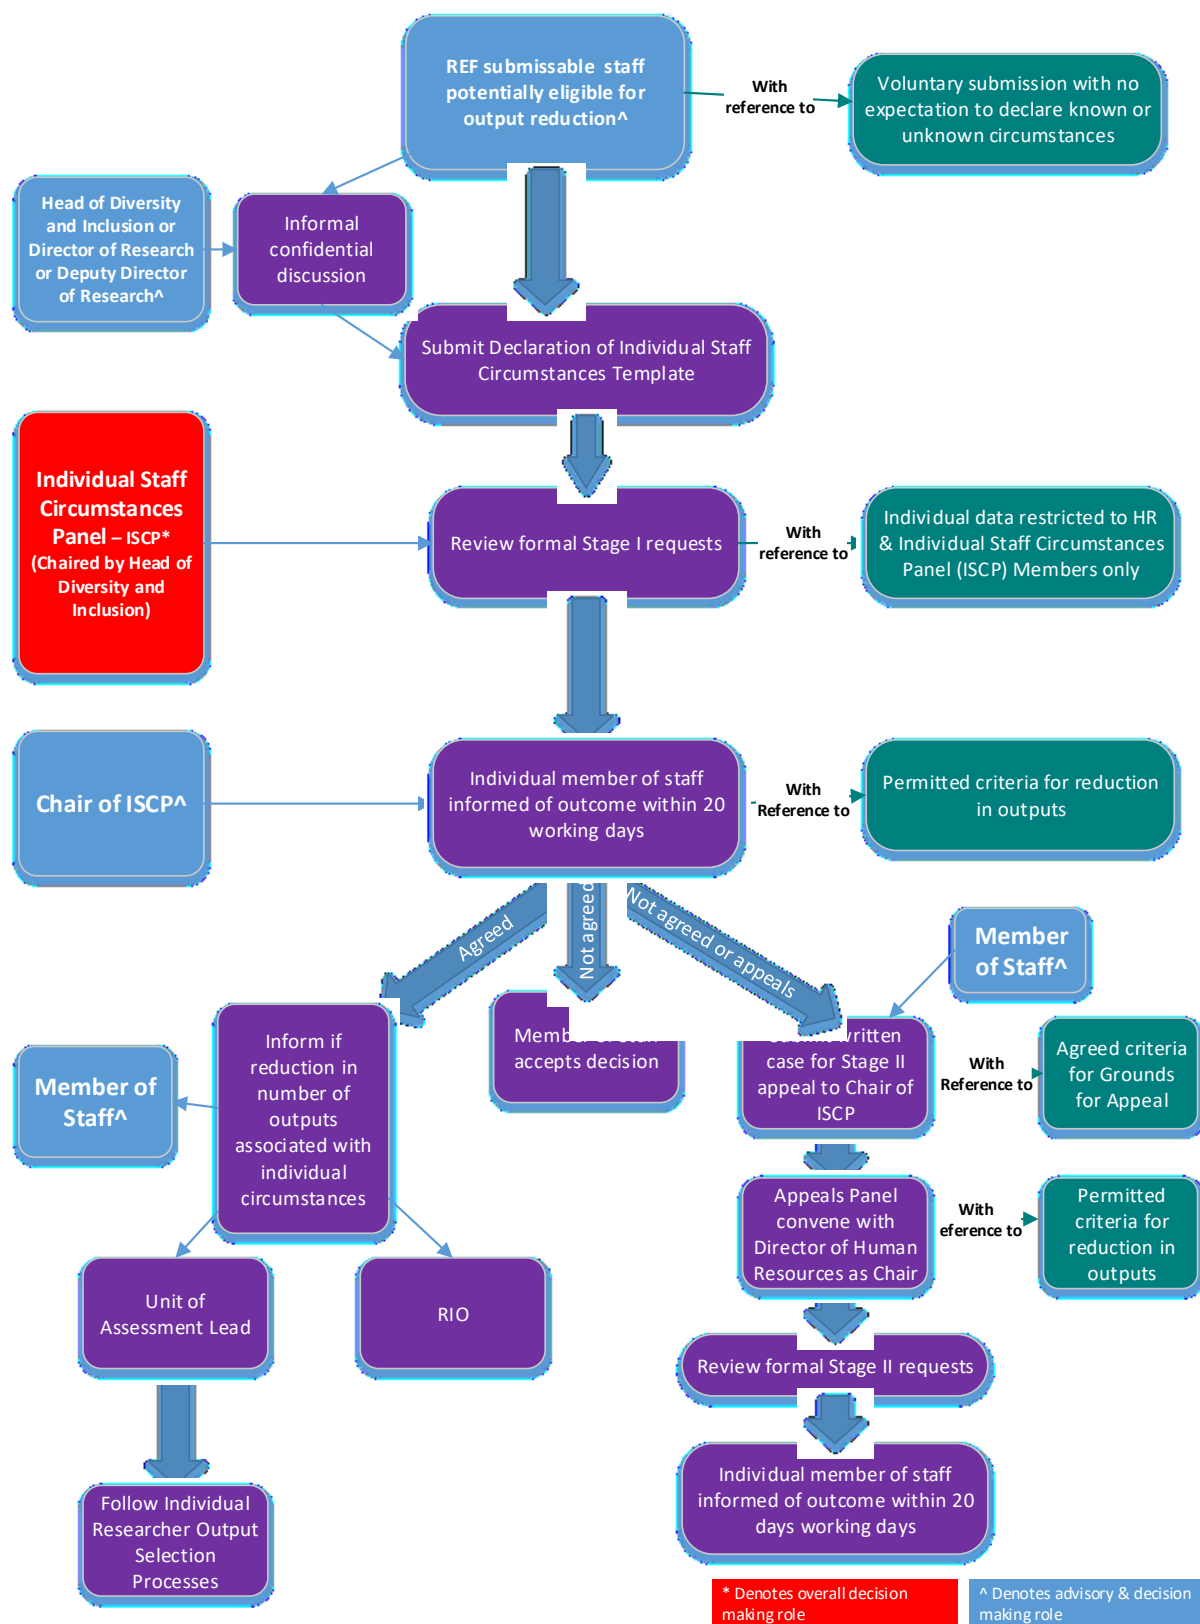 REF submissable staff
potentially eligible for
output reduction^
With
reference to
Voluntary submission with no
expectation to declare known or
unknown circumstances
Head of Diversity
and Inclusion or
Director of Research
or Deputy Director
of Research^
Informal
confidential
discussion
Submit Declaration of Individual Staff
Circumstances Template
Individual Staff
Circumstances
Panel – ISCP*
(Chaired by Head of
Diversity and
Inclusion)
Review formal Stage I requests
With
reference to
Individual data restricted to HR
& Individual Staff Circumstances
Panel (ISCP) Members only
Chair of ISCP^
Individual member of staff
informed of outcome within 20
working days
With
Reference to
Permitted criteria for reduction
in outputs
Agreed
Not agreed
Not agreed or appeals
Member
of Staff^
Member
of Staff^
Inform if
reduction in
number of
outputs
associated with
individual
circumstances
Member of Staff
accepts decision
Submit written
case for Stage II
appeal to Chair of
ISCP
With
Reference to
Agreed criteria
for Grounds
for Appeal
Appeals Panel
convene with
Director of Human
Resources as Chair
With
eference to
Permitted
criteria for
reduction in
outputs
Unit of
Assessment Lead
RIO
Review formal Stage II requests
Follow Individual
Researcher Output
Selection
Processes
Individual member of staff
informed of outcome within 20
days working days
* Denotes overall decision
making role
^ Denotes advisory & decision
making role